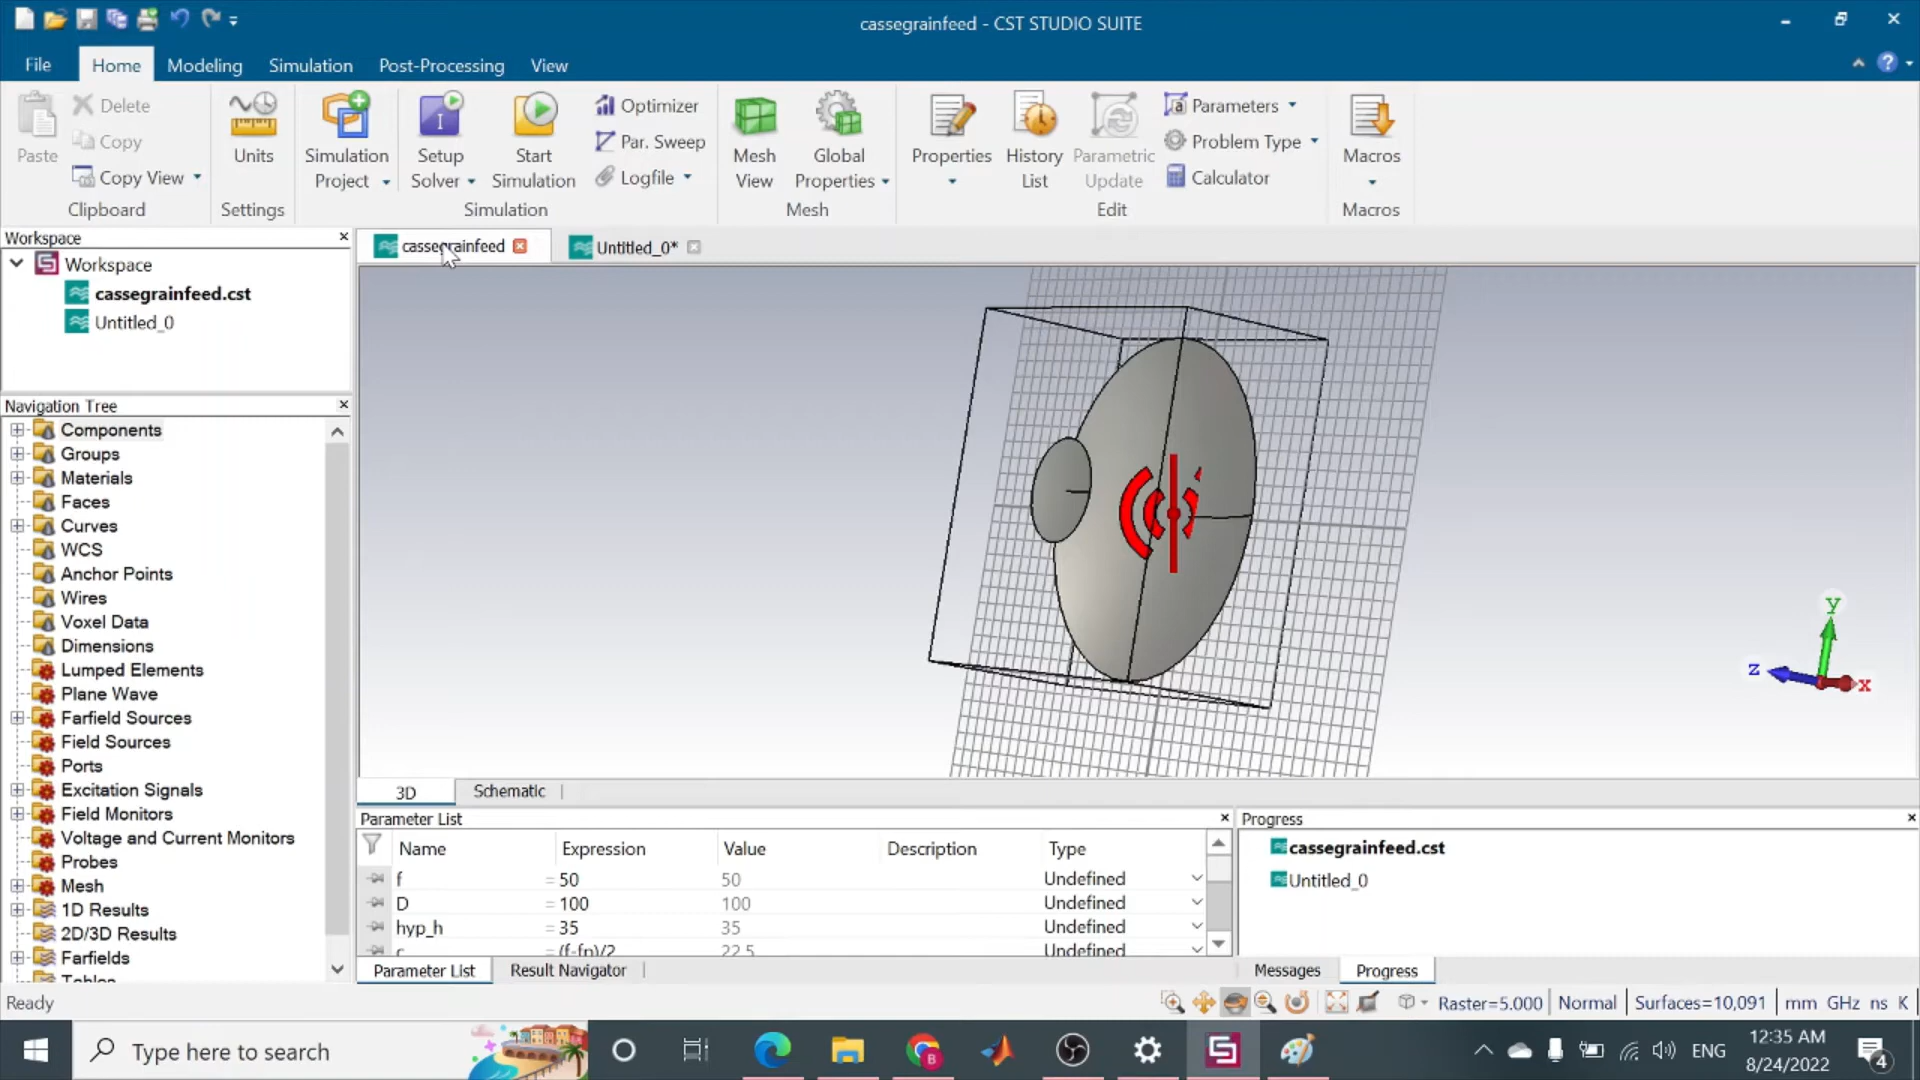 cassegrainfeed - CST STUDIO SUITE
File Home Modeling Simulation Post-Processing View
Paste Delete Copy Copy View
Clipboard
Units
Settings
Simulation Project
Setup Solver
Start Simulation
Optimizer
Par. Sweep
Logfile
Simulation
Mesh View
Global Properties
Mesh
Properties
History List
Parametric Update
Parameters
Problem Type
Calculator
Edit
Macros
Macros
Workspace
Workspace
cassegrainfeed.cst
Untitled_0
cassegrainfeed Untitled_0*
Navigation Tree
Components
Groups
Materials
Faces
Curves
WCS
Anchor Points
Wires
Voxel Data
Dimensions
Lumped Elements
Plane Wave
Farfield Sources
Field Sources
Ports
Excitation Signals
Field Monitors
Voltage and Current Monitors
Probes
Mesh
1D Results
2D/3D Results
Farfields
Tables
y
z
x
3D Schematic
Parameter List
Name Expression Value Description Type
f = 50 50 Undefined
D = 100 100 Undefined
hyp_h = 35 35 Undefined
c = (f-fp)/2 22.5 Undefined
Parameter List Result Navigator
Progress
cassegrainfeed.cst
Untitled_0
Messages Progress
Ready
Raster=5.000 Normal Surfaces=10,091 mm GHz ns K
Type here to search
ENG
12:35 AM
8/24/2022
4